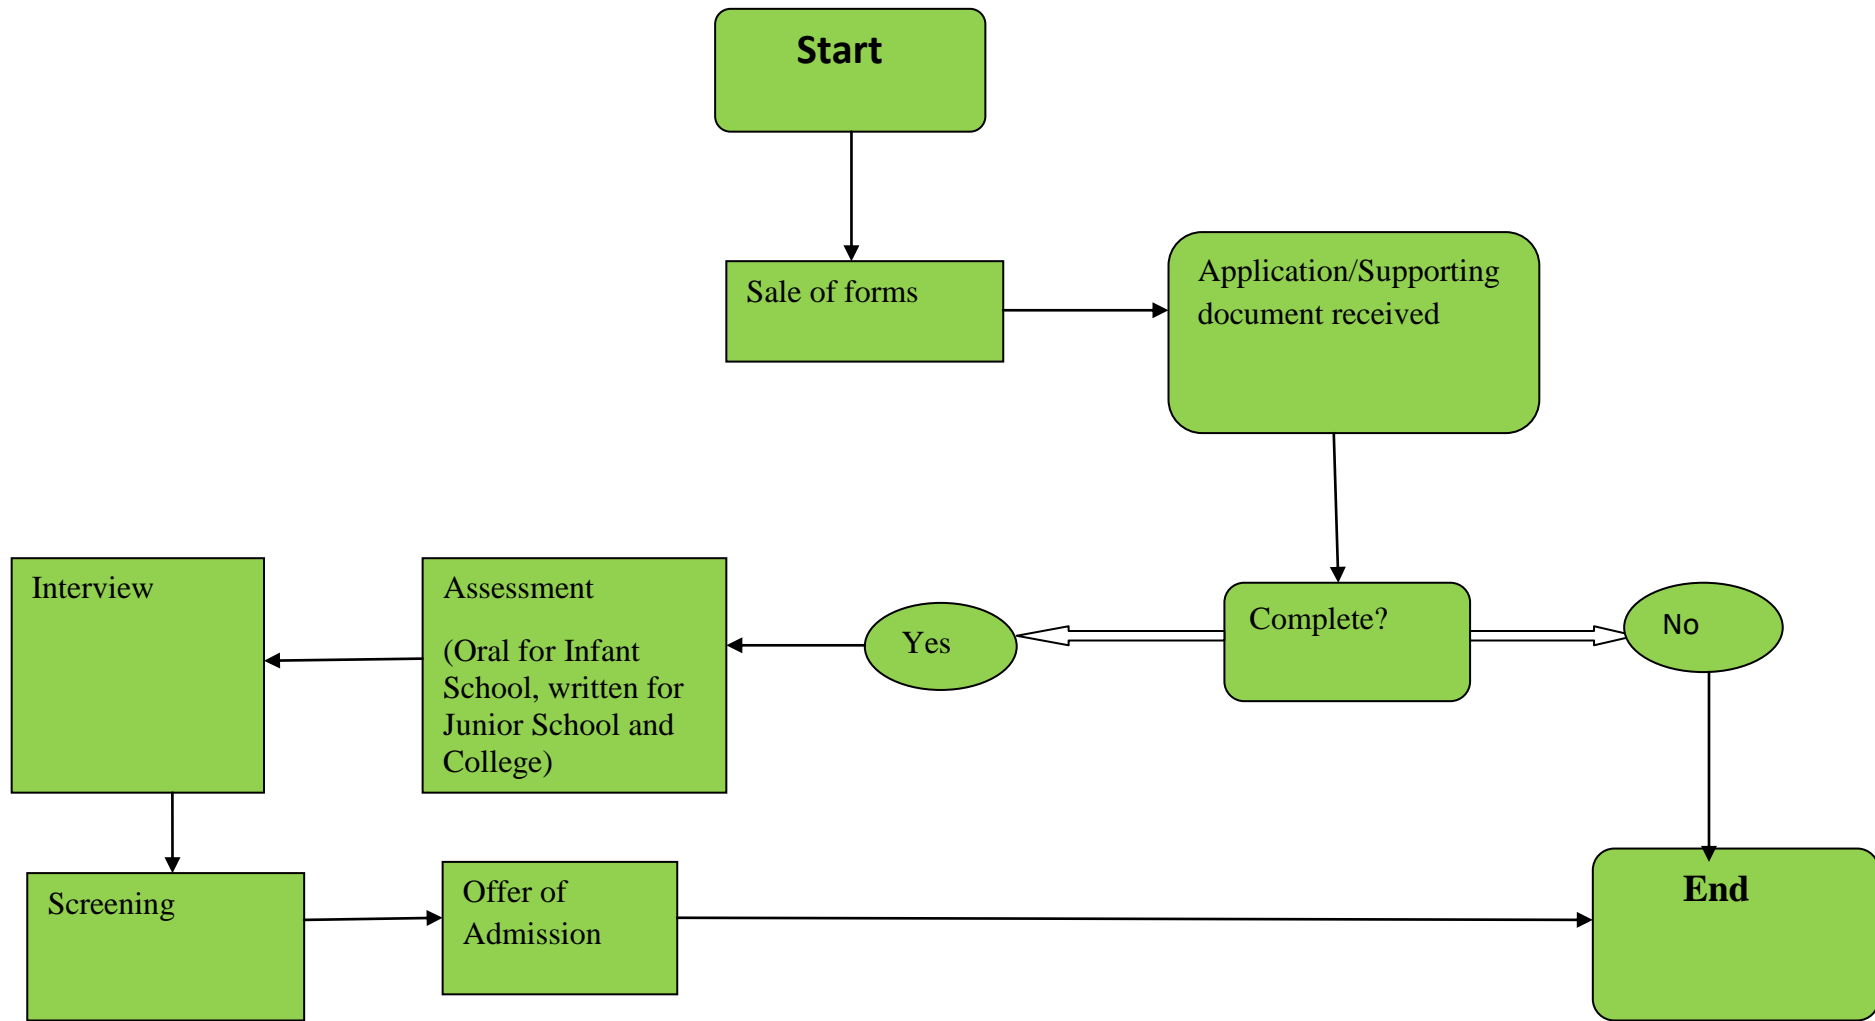 Start
Sale of forms
Application/Supporting
document received
Complete?
No
Yes
Assessment
(Oral for Infant
School, written for
Junior School and
College)
Interview
Screening
Offer of
Admission
End